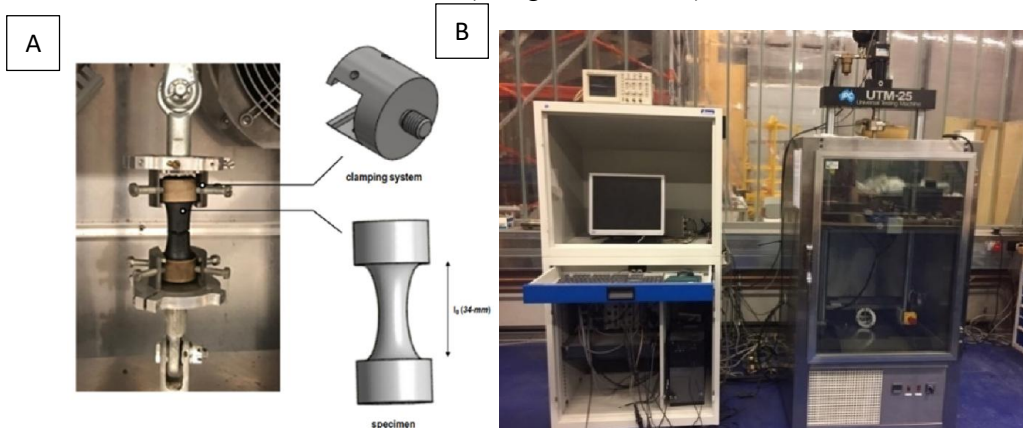 A
B
clamping system
l₀ (34-mm)
specimen
UTM-25
Universal Testing Machine